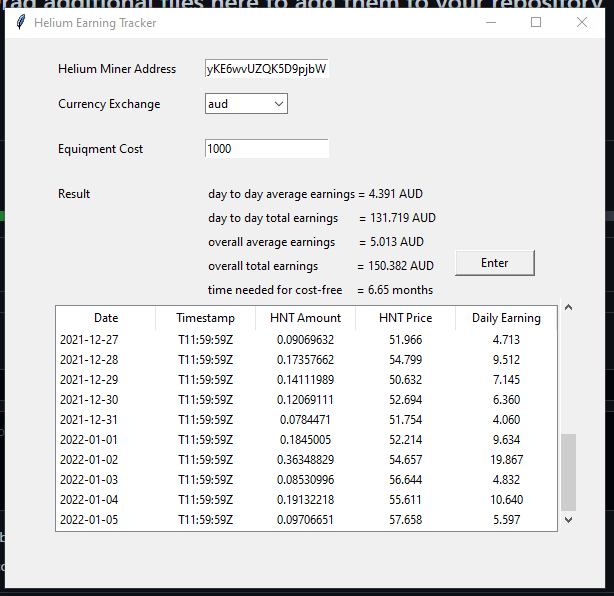 rag additional files here to add them to your repository
Helium Earning Tracker
Helium Miner Address yKE6wvUZQK5D9pjbW
Currency Exchange aud
Equiqment Cost 1000
Result day to day average earnings = 4.391 AUD
day to day total earnings = 131.719 AUD
overall average earnings = 5.013 AUD
overall total earnings = 150.382 AUD
Enter
time needed for cost-free = 6.65 months
Date Timestamp HNT Amount HNT Price Daily Earning
2021-12-27 T11:59:59Z 0.09069632 51.966 4.713
2021-12-28 T11:59:59Z 0.17357662 54.799 9.512
2021-12-29 T11:59:59Z 0.14111989 50.632 7.145
2021-12-30 T11:59:59Z 0.12069111 52.694 6.360
2021-12-31 T11:59:59Z 0.0784471 51.754 4.060
2022-01-01 T11:59:59Z 0.1845005 52.214 9.634
2022-01-02 T11:59:59Z 0.36348829 54.657 19.867
2022-01-03 T11:59:59Z 0.08530996 56.644 4.832
2022-01-04 T11:59:59Z 0.19132218 55.611 10.640
2022-01-05 T11:59:59Z 0.09706651 57.658 5.597